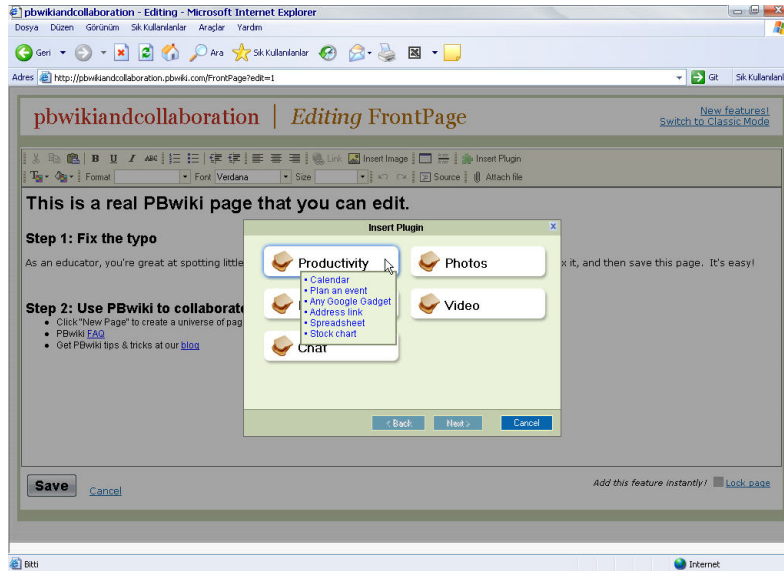 pbwikiandcollaboration - Editing - Microsoft Internet Explorer
Dosya Düzen Görünüm Sık Kullanılanlar Araçlar Yardım
Geri Ara Sık Kullanılanlar
Adres http://pbwikiandcollaboration.pbwiki.com/FrontPage?edit=1 Git Sık Kullanılanl
pbwikiandcollaboration | Editing FrontPage
New features!
Switch to Classic Mode
B U I ABC Link Insert Image Insert Plugin
Format Font Verdana Size Source Attach file
This is a real PBwiki page that you can edit.
Insert Plugin x
Step 1: Fix the typo
As an educator, you're great at spotting little x it, and then save this page. It's easy!
Productivity
Photos
Calendar
Plan an event
Any Google Gadget
Address link
Spreadsheet
Stock chart
Video
Chat
Step 2: Use PBwiki to collaborate
Click "New Page" to create a universe of pag
PBwiki FAQ
Get PBwiki tips & tricks at our blog
< Back Next > Cancel
Save Cancel
Add this feature instantly! Lock page
Bitti Internet